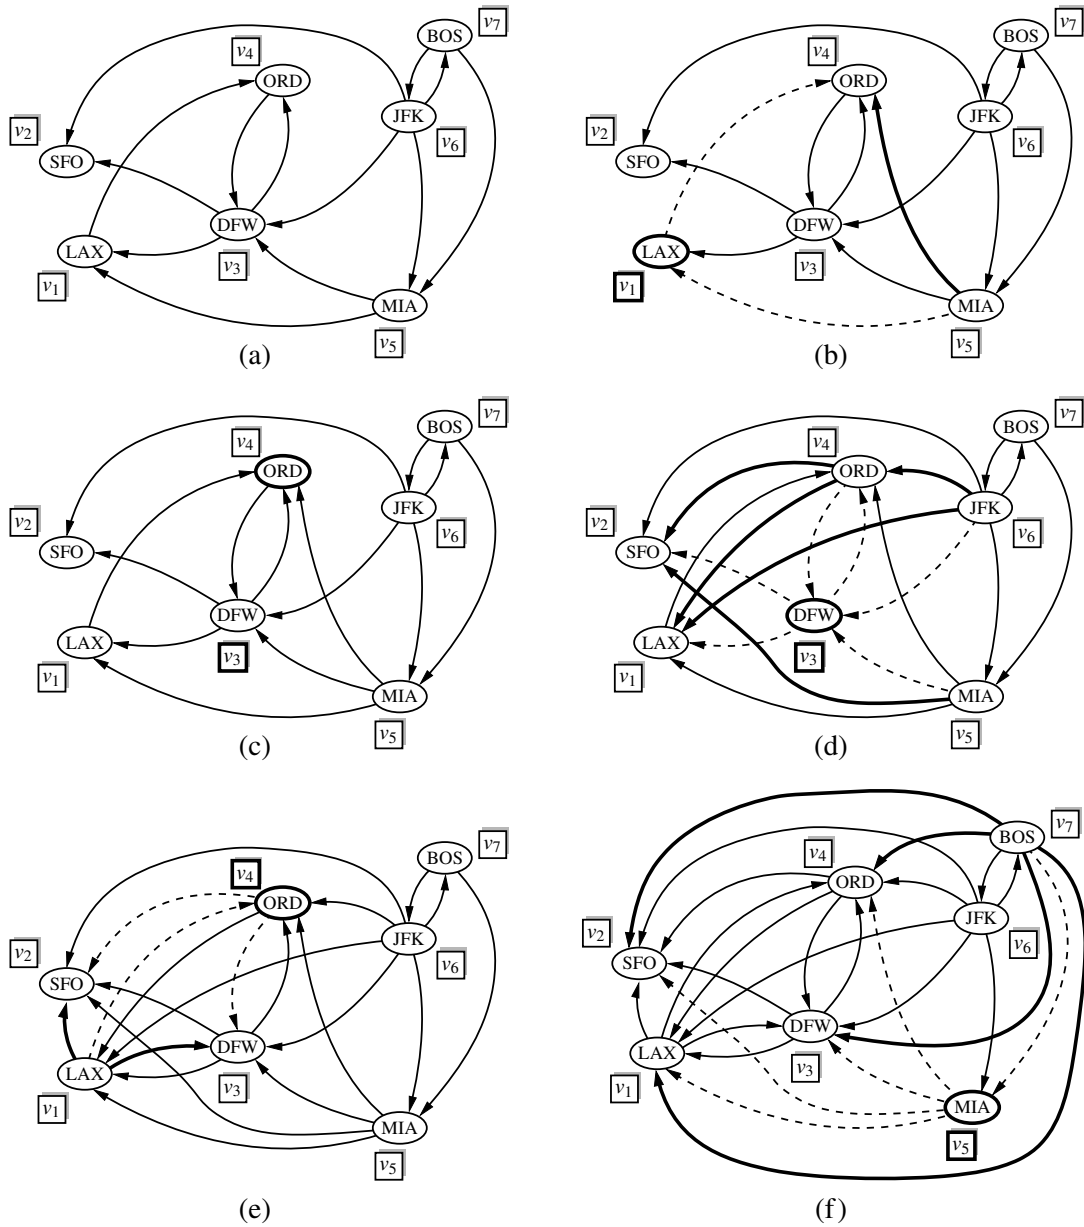 BOS v7
v4
ORD
JFK
v2
v6
SFO
DFW
LAX
v3
v1
MIA
v5
(a)
BOS v7
v4
ORD
JFK
v2
v6
SFO
DFW
LAX
v3
v1
MIA
v5
(b)
BOS v7
v4
ORD
JFK
v2
v6
SFO
DFW
LAX
v3
v1
MIA
v5
(c)
BOS v7
v4
ORD
JFK
v2
v6
SFO
DFW
LAX
v3
v1
MIA
v5
(d)
BOS v7
v4
ORD
JFK
v2
v6
SFO
DFW
LAX
v3
v1
MIA
v5
(e)
BOS v7
v4
ORD
JFK
v2
v6
SFO
DFW
LAX
v3
v1
MIA
v5
(f)